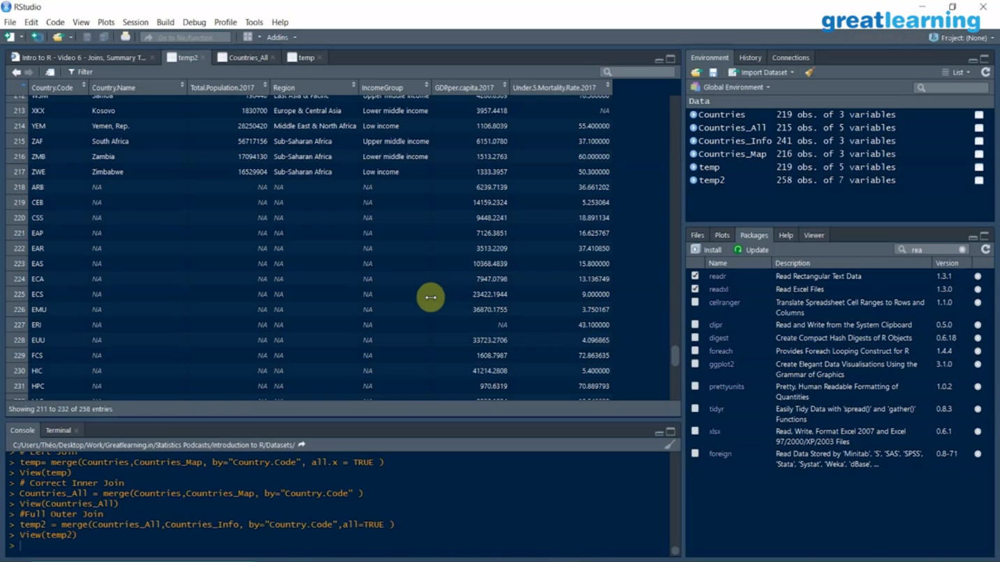 RStudio
File Edit Code View Plots Session Build Debug Profile Tools Help
greatlearning
Go to file/function Addins Project: (None)
Intro to R - Video 6 - Joins, Summary T... temp2 Countries_All temp
Filter
Country.Code Country.Name Total.Population.2017 Region IncomeGroup GDPper.capita.2017 Under.5.Mortality.Rate.2017
213 XKX Kosovo 1830700 Europe & Central Asia Lower middle income 3957.4418 NA
214 YEM Yemen, Rep. 28250420 Middle East & North Africa Low income 1106.8039 55.400000
215 ZAF South Africa 56717156 Sub-Saharan Africa Upper middle income 6151.0780 37.100000
216 ZMB Zambia 17094130 Sub-Saharan Africa Lower middle income 1513.2763 60.000000
217 ZWE Zimbabwe 16529904 Sub-Saharan Africa Low income 1333.3957 50.300000
218 ARB NA NA NA NA 6239.7139 36.661202
219 CEB NA NA NA NA 14159.2324 5.253084
220 CSS NA NA NA NA 9448.2241 18.891134
221 EAP NA NA NA NA 7126.3851 16.625767
222 EAR NA NA NA NA 3513.2209 37.410850
223 EAS NA NA NA NA 10368.4839 15.800000
224 ECA NA NA NA NA 7947.0798 13.136749
225 ECS NA NA NA NA 23422.1944 9.000000
226 EMU NA NA NA NA 36870.1755 3.750167
227 ERI NA NA NA NA NA 43.100000
228 EUU NA NA NA NA 33723.2706 4.096865
229 FCS NA NA NA NA 1608.7987 72.863635
230 HIC NA NA NA NA 41214.2808 5.400000
231 HPC NA NA NA NA 970.6319 70.889793
Showing 211 to 232 of 258 entries
Console Terminal
C:/Users/Théo/Desktop/Work/Greatlearning.in/Statistics Podcasts/Introduction to R/Datasets/
> # Left Join
> temp= merge(Countries,Countries_Map, by="Country.Code", all.x = TRUE )
> View(temp)
> # Correct Inner Join
> Countries_All = merge(Countries,Countries_Map, by="Country.Code" )
> View(Countries_All)
> #Full Outer Join
> temp2 = merge(Countries_All,Countries_Info, by="Country.Code",all=TRUE )
> View(temp2)
>
Environment History Connections
Import Dataset List
Global Environment
Data
Countries 219 obs. of 3 variables
Countries_All 215 obs. of 5 variables
Countries_Info 241 obs. of 3 variables
Countries_Map 216 obs. of 3 variables
temp 219 obs. of 5 variables
temp2 258 obs. of 7 variables
Files Plots Packages Help Viewer
Install Update rea
Name Description Version
readr Read Rectangular Text Data 1.3.1
readxl Read Excel Files 1.3.0
cellranger Translate Spreadsheet Cell Ranges to Rows and 1.1.0
Columns
clipr Read and Write from the System Clipboard 0.5.0
digest Create Compact Hash Digests of R Objects 0.6.18
foreach Provides Foreach Looping Construct for R 1.4.4
ggplot2 Create Elegant Data Visualisations Using the 3.1.0
Grammar of Graphics
prettyunits Pretty, Human Readable Formatting of 1.0.2
Quantities
tidyr Easily Tidy Data with 'spread()' and 'gather()' 0.8.3
Functions
xlsx Read, Write, Format Excel 2007 and Excel 0.6.1
97/2000/XP/2003 Files
foreign Read Data Stored by 'Minitab', 'S', 'SAS', 'SPSS', 0.8-71
'Stata', 'Systat', 'Weka', 'dBase', ...